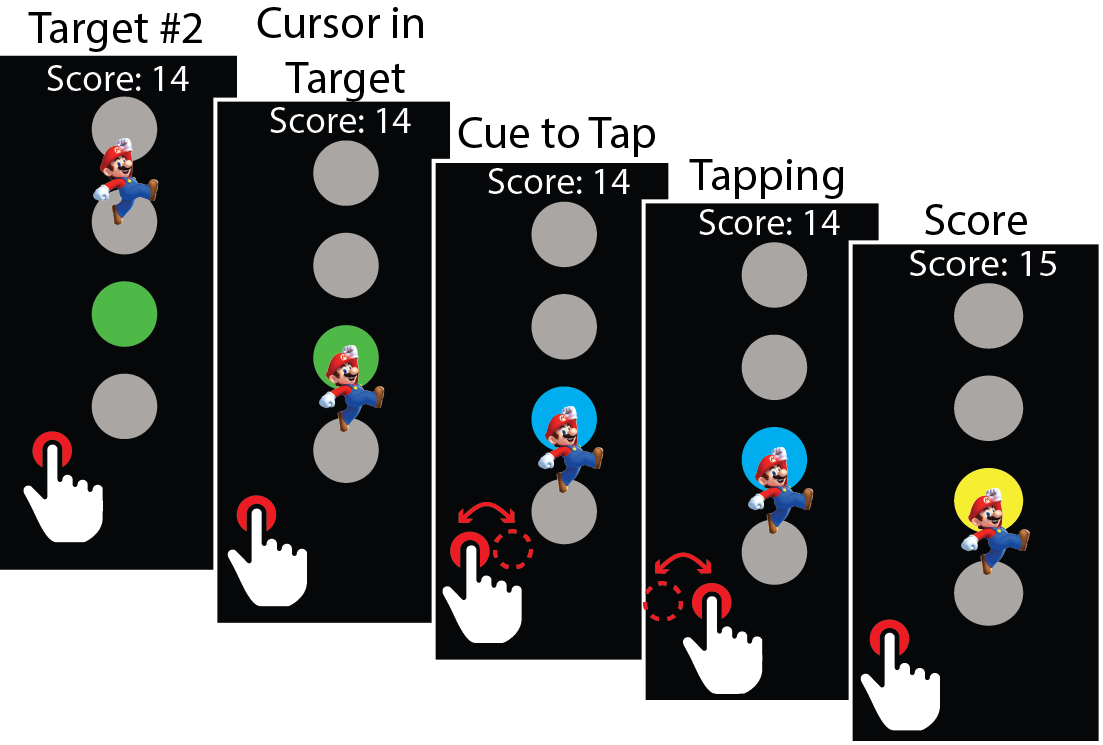 Target #2
Score: 14
Cursor in
Target
Score: 14
Cue to Tap
Score: 14
Tapping
Score: 14
Score
Score: 15